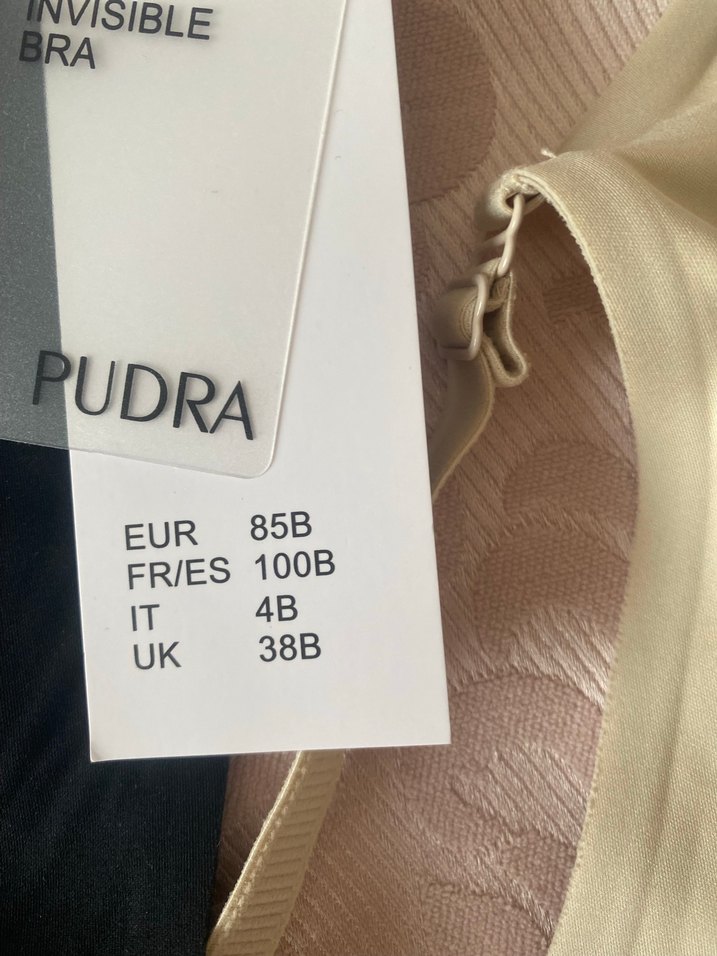 INVISIBLE
BRA
PUDRA
EUR 85B
FR/ES 100B
IT 4B
UK 38B